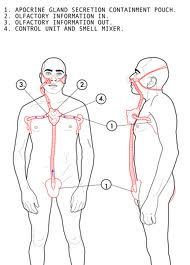 1. APOCRINE GLAND SECRETION CONTAINMENT POUCH.
2. OLFACTORY INFORMATION IN.
3. OLFACTORY INFORMATION OUT.
4. CONTROL UNIT AND SMELL MIXER.
3.
2.
4.
1
1